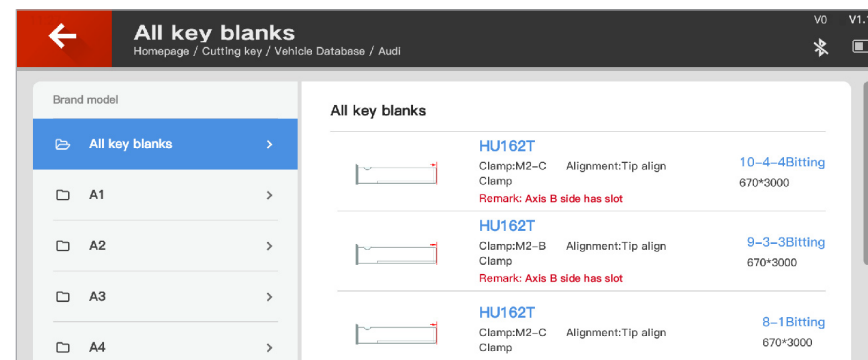 V0 V1.1
All key blanks
Homepage / Cutting key / Vehicle Database / Audi
Brand model
All key blanks
A1
A2
A3
A4
All key blanks
HU162T
Clamp:M2-C Alignment:Tip align
Clamp
Remark: Axis B side has slot
10-4-4Bitting
670*3000
HU162T
Clamp:M2-B Alignment:Tip align
Clamp
Remark: Axis B side has slot
9-3-3Bitting
670*3000
HU162T
Clamp:M2-C Alignment:Tip align
Clamp
8-1Bitting
670*3000